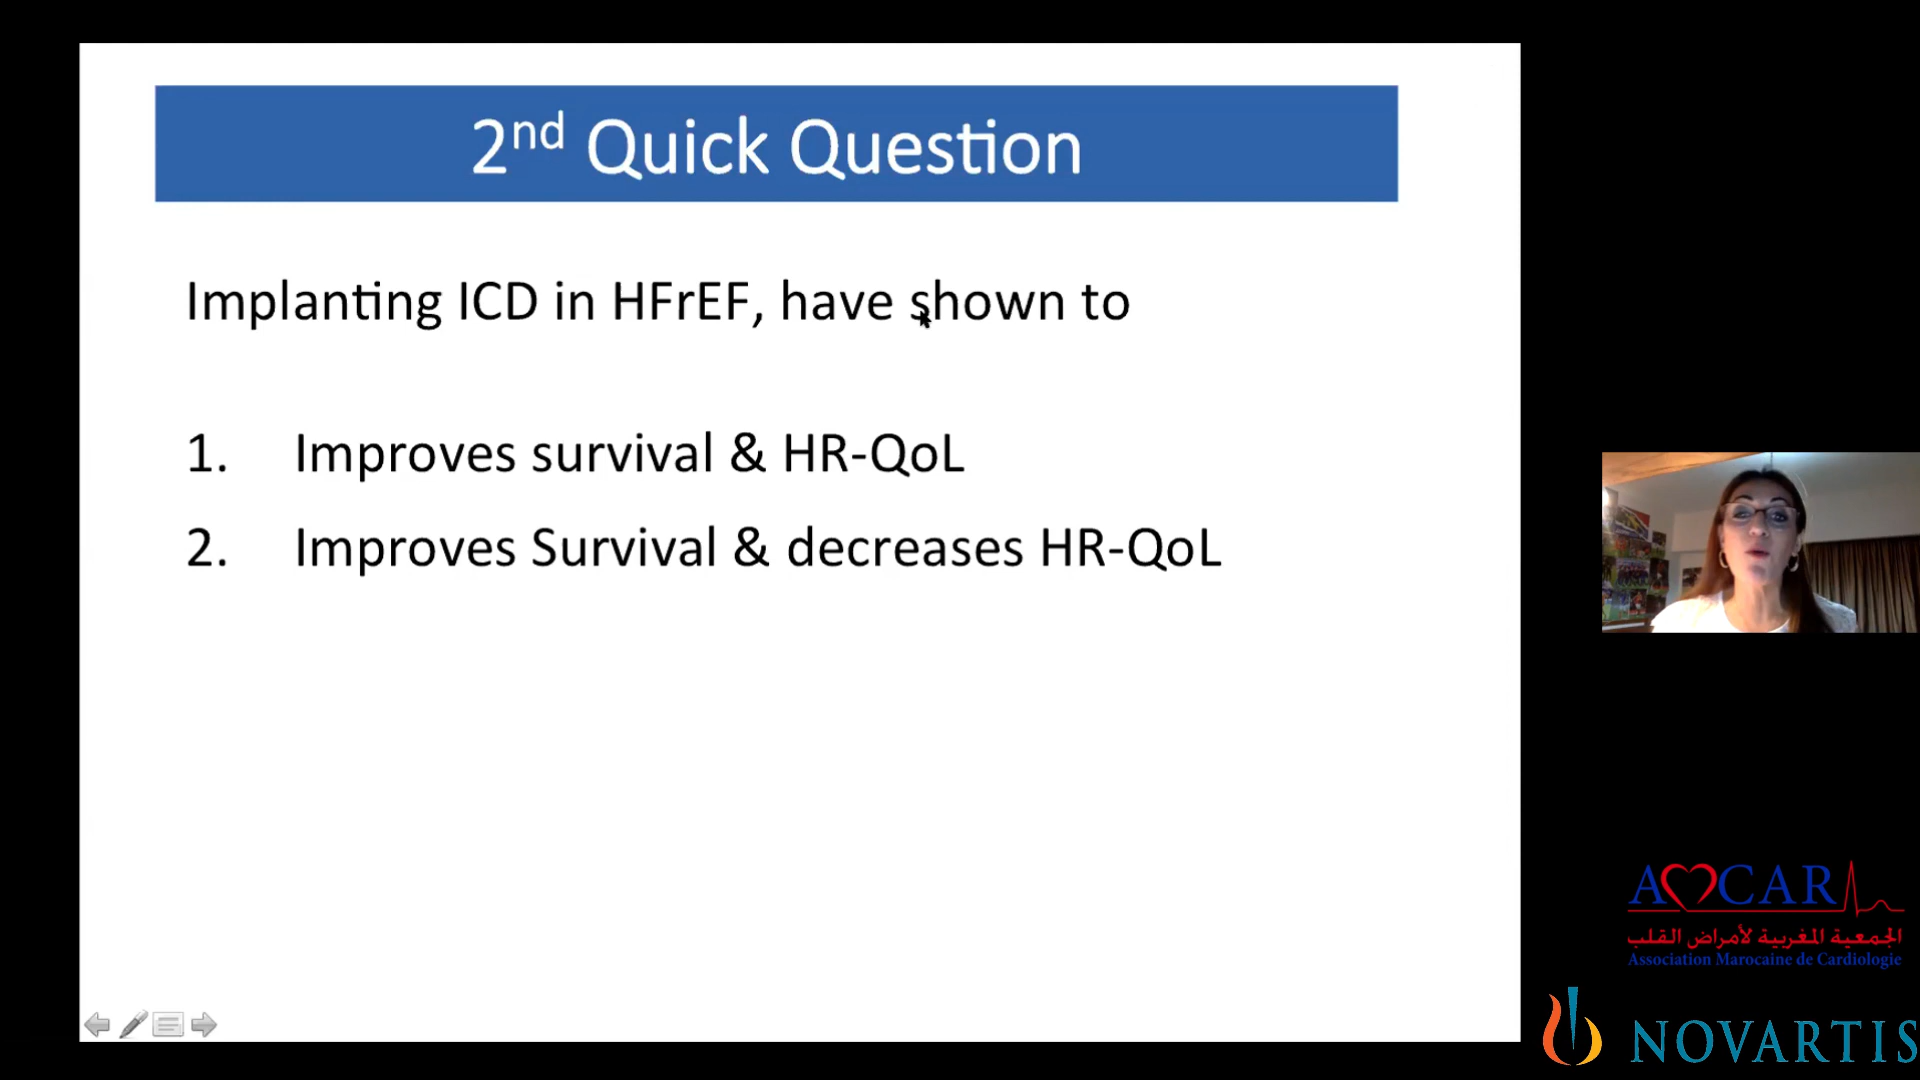 2nd Quick Question
Implanting ICD in HFrEF, have shown to
1. Improves survival & HR-QoL
2. Improves Survival & decreases HR-QoL
AMCAR
الجمعية المغربية لأمراض القلب
Association Marocaine de Cardiologie
NOVARTIS